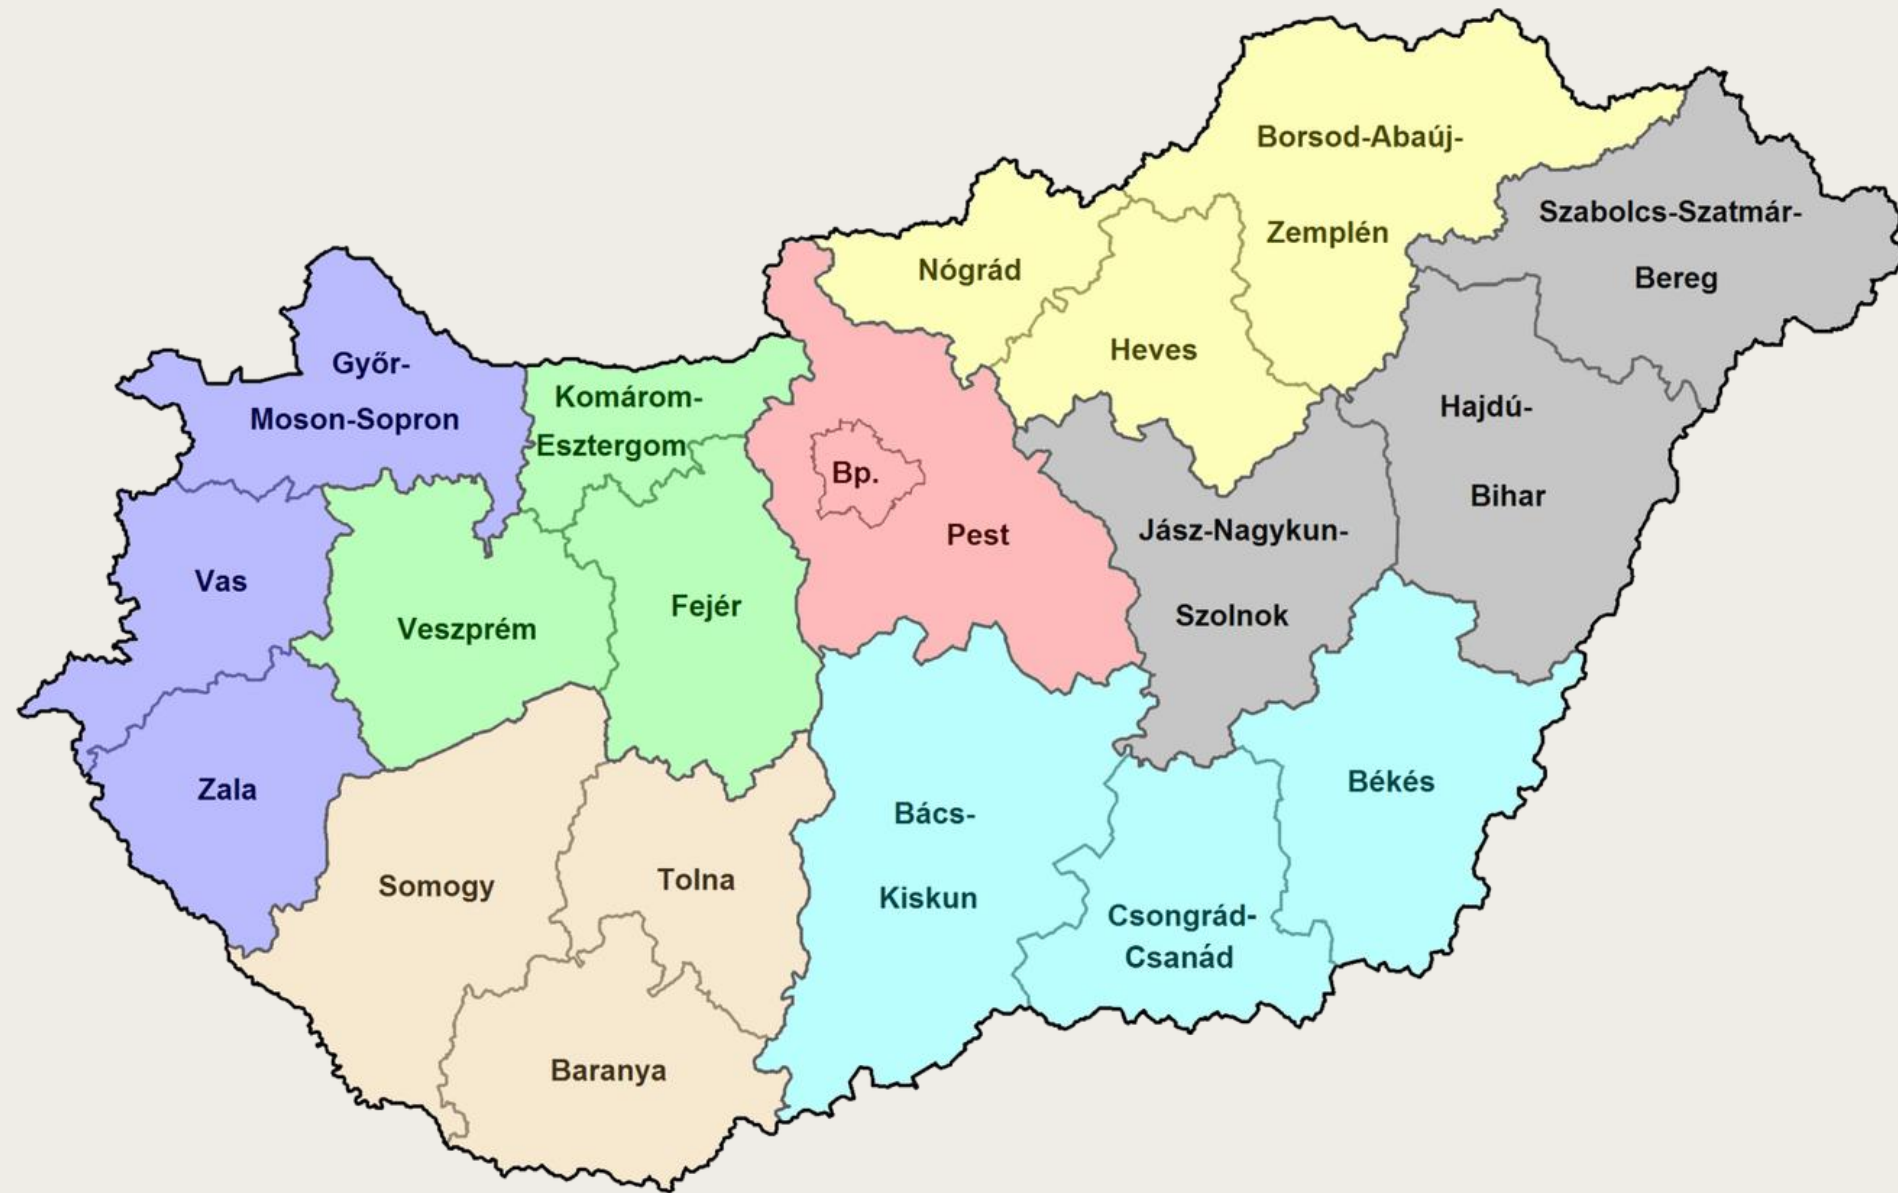 Borsod-Abaúj-
Zemplén
Szabolcs-Szatmár-
Bereg
Nógrád
Heves
Győr-
Moson-Sopron
Komárom-
Esztergom
Hajdú-
Bihar
Bp.
Pest
Jász-Nagykun-
Szolnok
Vas
Veszprém
Fejér
Zala
Somogy
Tolna
Bács-
Kiskun
Békés
Csongrád-
Csanád
Baranya